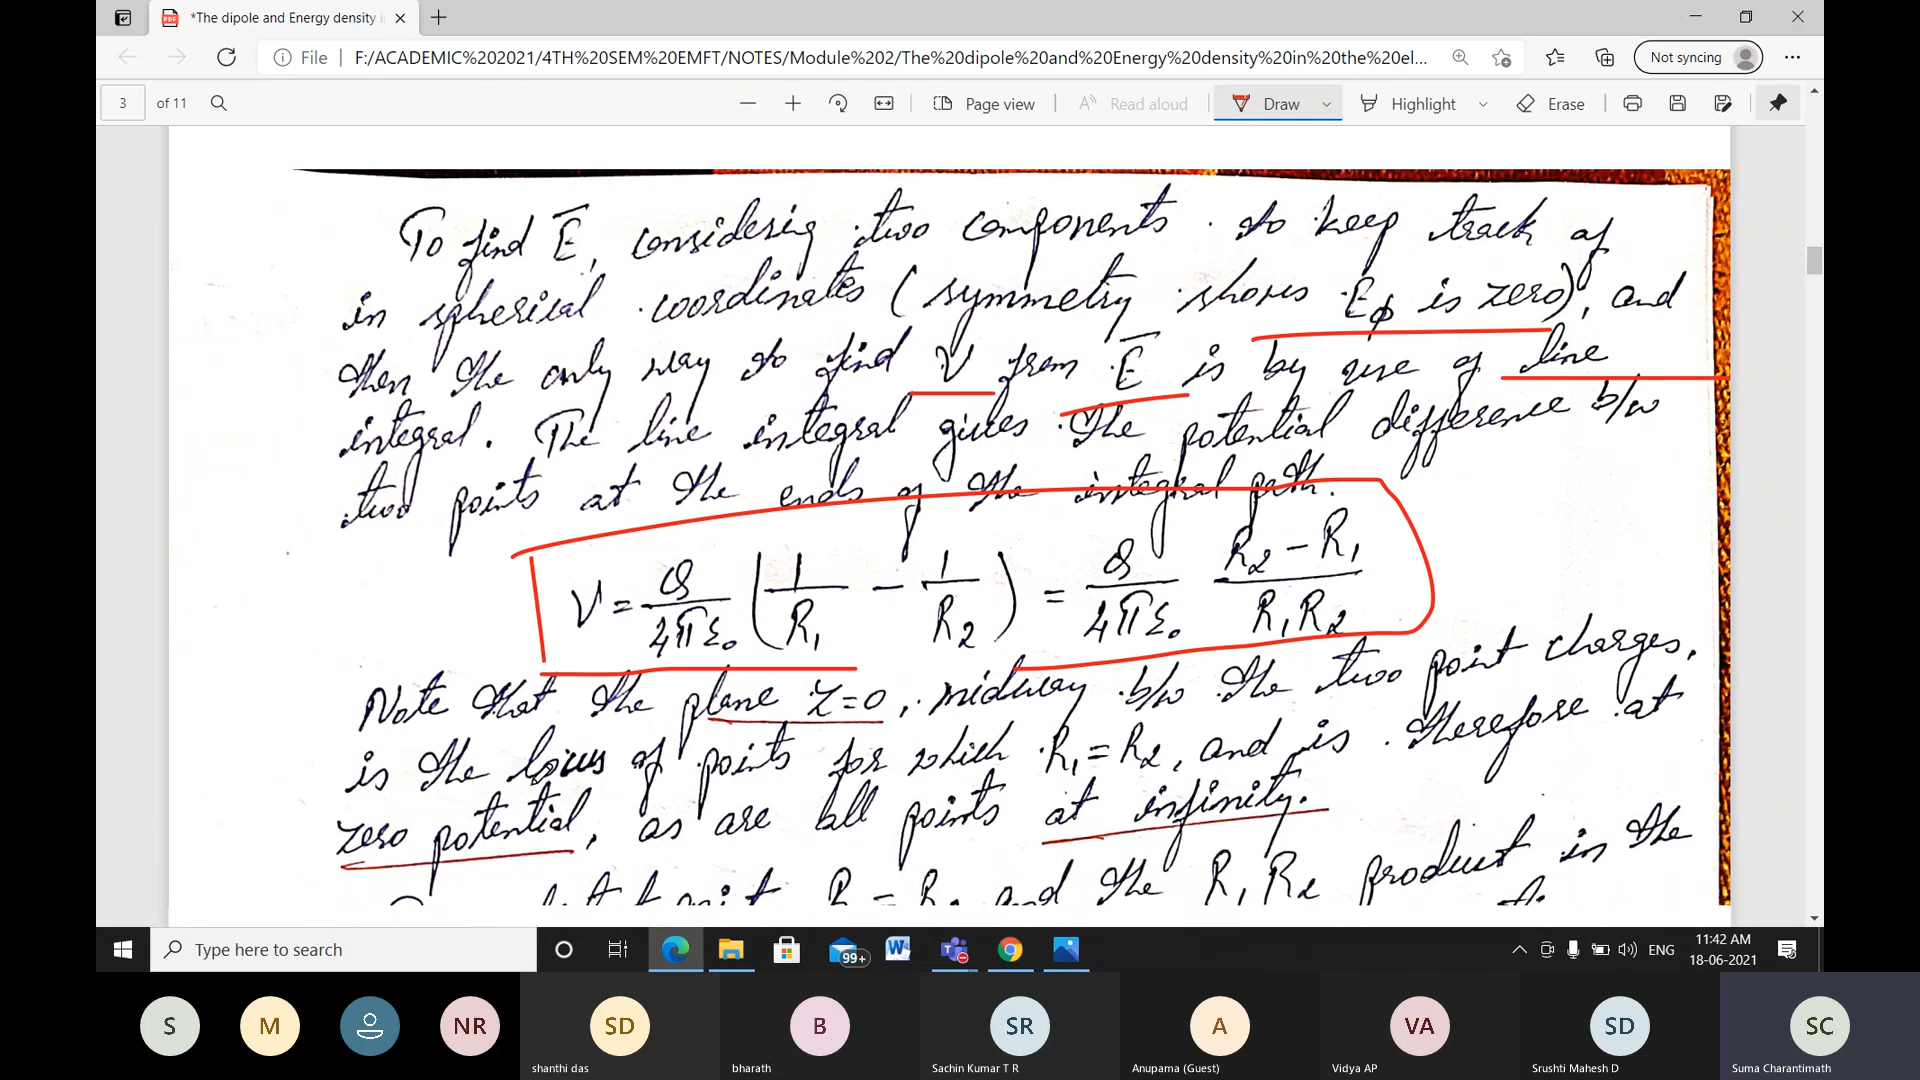 *The dipole and Energy density i
File
F:/ACADEMIC%202021/4TH%20SEM%20EMFT/NOTES/Module%202/The%20dipole%20and%20Energy%20density%20in%20the%20el...
Not syncing
3 of 11
Page view
Read aloud
Draw
Highlight
Erase
To find E̅, considering two components to keep track of
in spherical coordinates (symmetry shows Eϕ is zero), and
then the only way to find V from E̅ is by use of line
integral. The line integral gives the potential difference b/w
two points at the ends of the integral path.
V = Q/4πε₀ (1/R₁ − 1/R₂) = Q/4πε₀ R₂ − R₁/R₁R₂
Note that the plane z=0, midway b/w the two point charges,
is the locus of points for which R₁=R₂, and is therefore at
zero potential, as are all points at infinity.
and the R₁R₂ product in the
Type here to search
99+
ENG
11:42 AM
18-06-2021
S
M
NR
SD
B
SR
A
VA
SD
SC
shanthi das
bharath
Sachin Kumar T R
Anupama (Guest)
Vidya AP
Srushti Mahesh D
Suma Charantimath